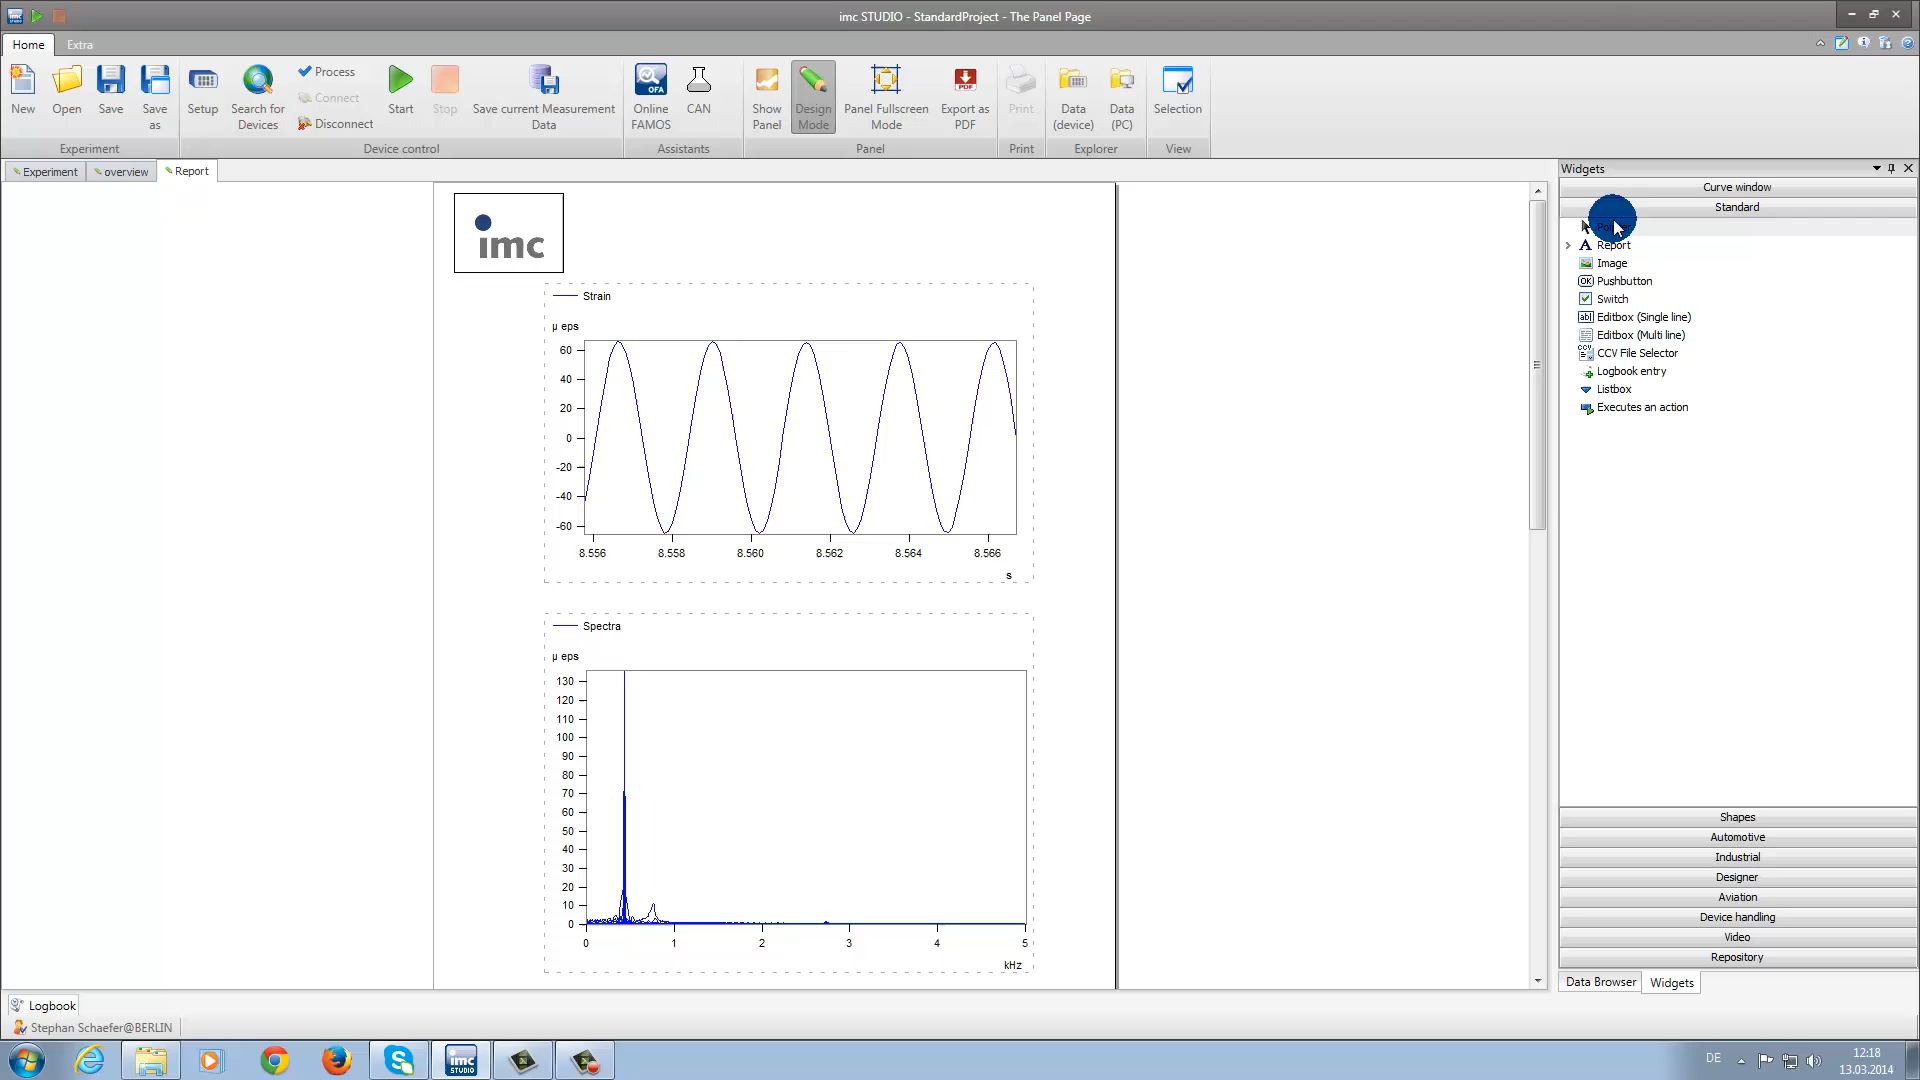 imc STUDIO - StandardProject - The Panel Page
Home
Extra
New
Open
Save
Save as
Setup
Search for Devices
Process
Connect
Disconnect
Start
Stop
Save current Measurement Data
Online FAMOS
CAN
Show Panel
Design Mode
Panel Fullscreen Mode
Export as PDF
Print
Data (device)
Data (PC)
Selection
Experiment
Device control
Assistants
Panel
Print
Explorer
View
Experiment
overview
Report
imc
Strain
µ eps
60
40
20
0
-20
-40
-60
8.556
8.558
8.560
8.562
8.564
8.566
s
Spectra
µ eps
130
120
110
100
90
80
70
60
50
40
30
20
10
0
0
1
2
3
4
5
kHz
Widgets
Curve window
Standard
Report
Image
Pushbutton
Switch
Editbox (Single line)
Editbox (Multi line)
CCV File Selector
Logbook entry
Listbox
Executes an action
Shapes
Automotive
Industrial
Designer
Aviation
Device handling
Video
Repository
Data Browser
Widgets
Logbook
Stephan Schaefer@BERLIN
imc STUDIO
DE
12:18
13.03.2014